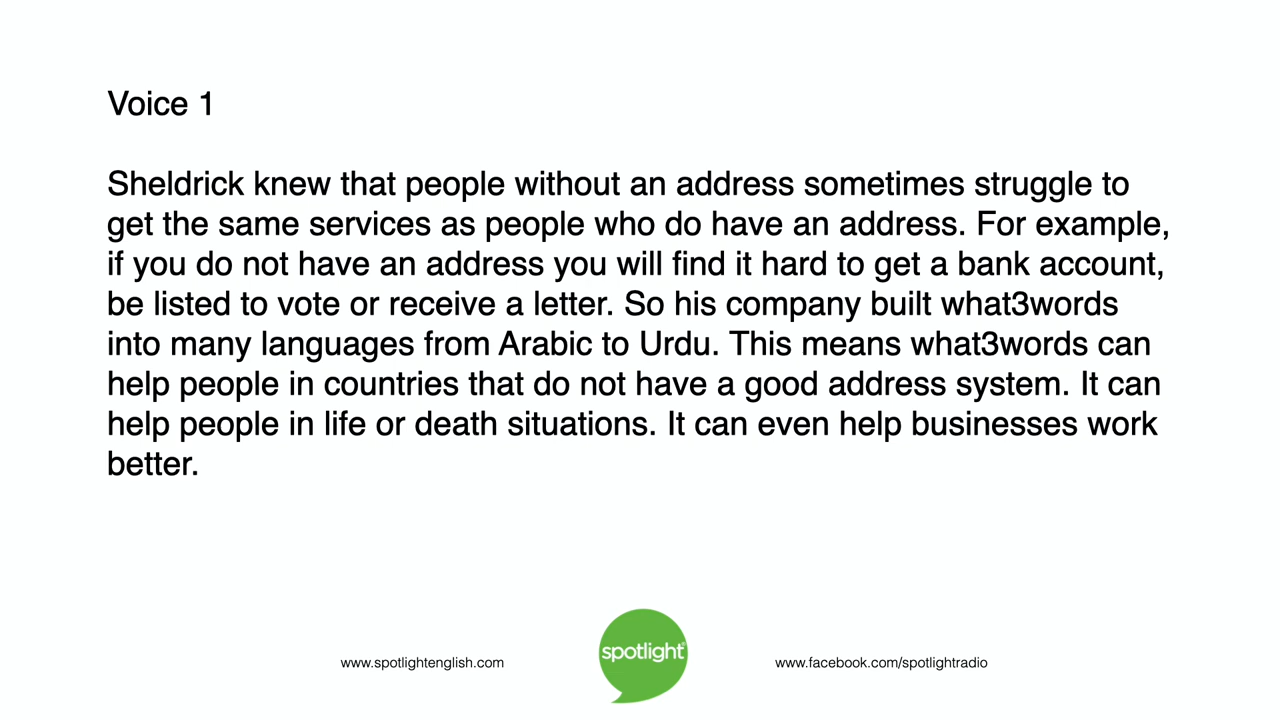 Voice 1
Sheldrick knew that people without an address sometimes struggle to
get the same services as people who do have an address. For example,
if you do not have an address you will find it hard to get a bank account,
be listed to vote or receive a letter. So his company built what3words
into many languages from Arabic to Urdu. This means what3words can
help people in countries that do not have a good address system. It can
help people in life or death situations. It can even help businesses work
better.
www.spotlightenglish.com
spotlight®
www.facebook.com/spotlightradio